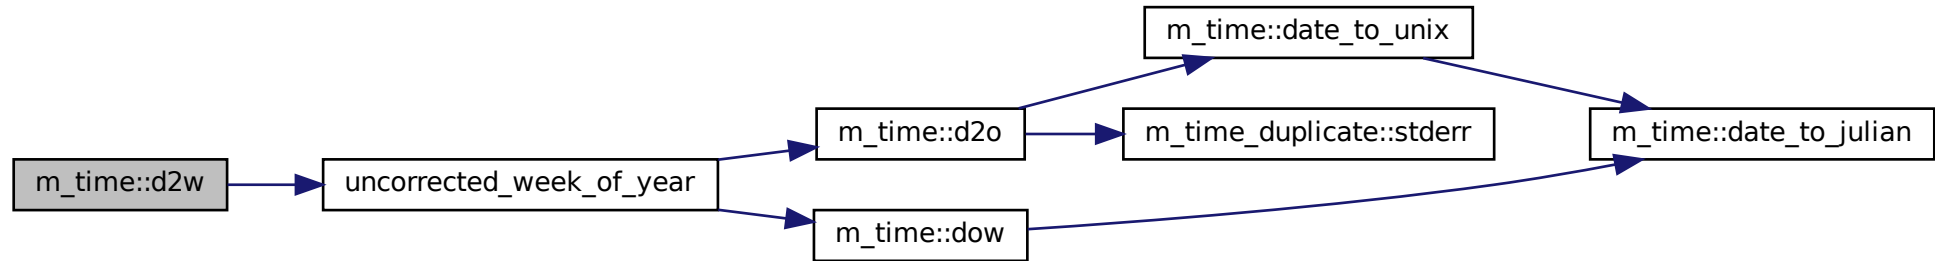 m_time::date_to_unix
m_time::d2o
m_time_duplicate::stderr
m_time::date_to_julian
m_time::d2w
uncorrected_week_of_year
m_time::dow